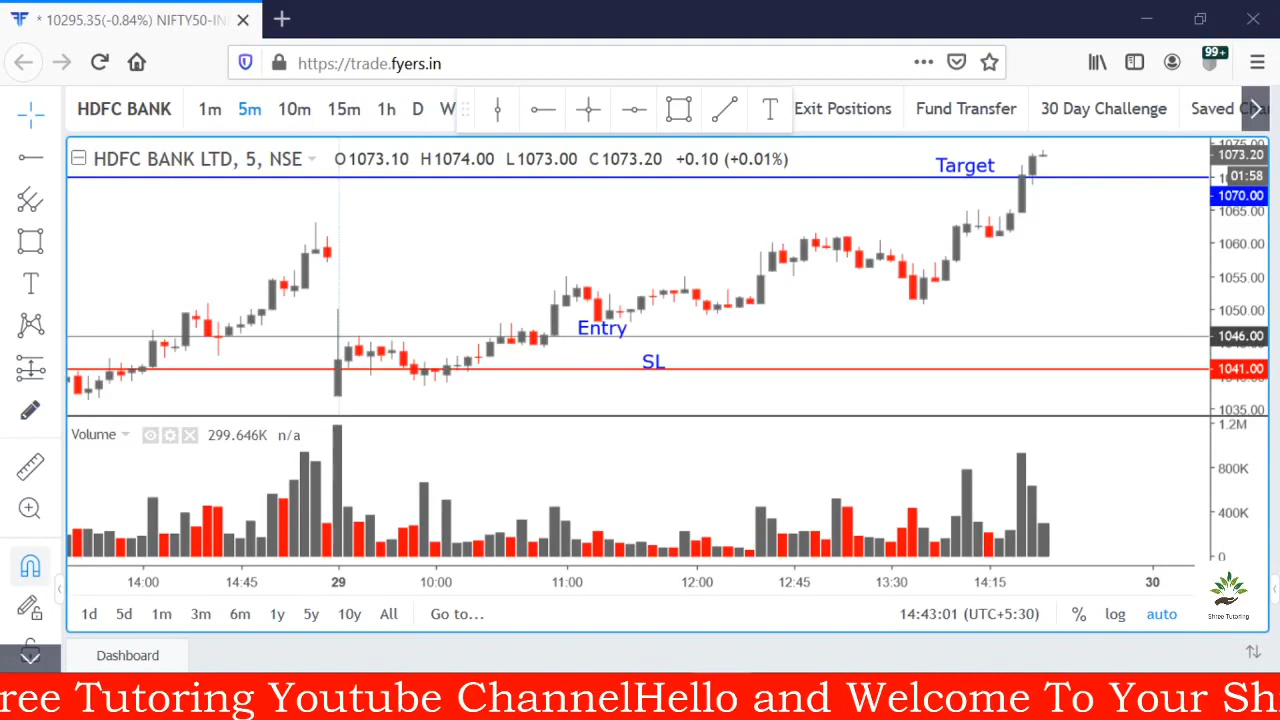 * 10295.35(-0.84%) NIFTY50-IN
https://trade.fyers.in
99+
HDFC BANK 1m 5m 10m 15m 1h D W Exit Positions Fund Transfer 30 Day Challenge Saved
HDFC BANK LTD, 5, NSE O1073.10 H1074.00 L1073.00 C1073.20 +0.10 (+0.01%)
Target
Entry
SL
1075.00
1073.20
01:58
1070.00
1065.00
1060.00
1055.00
1050.00
1046.00
1041.00
1035.00
Volume 299.646K n/a
1.2M
800K
400K
0
14:00 14:45 29 10:00 11:00 12:00 12:45 13:30 14:15 30
1d 5d 1m 3m 6m 1y 5y 10y All Go to... 14:43:01 (UTC+5:30) % log auto
Shree Tutoring
Dashboard
ree Tutoring Youtube ChannelHello and Welcome To Your Sh